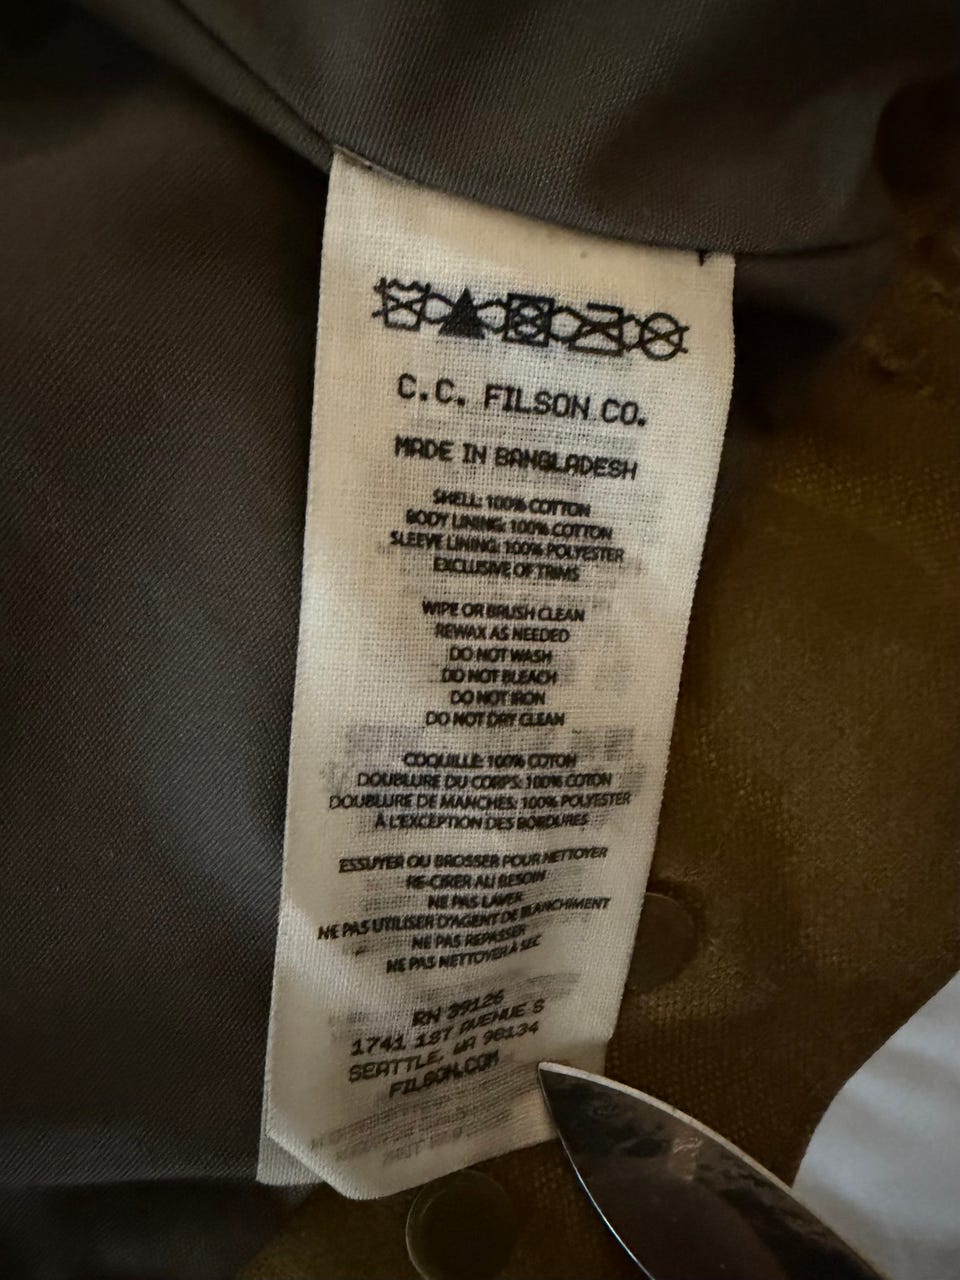 C.C. FILSON CO.
MADE IN BANGLADESH
SHELL: 100% COTTON
BODY LINING: 100% COTTON
SLEEVE LINING: 100% POLYESTER
EXCLUSIVE OF TRIMS
WIPE OR BRUSH CLEAN
REWAX AS NEEDED
DO NOT WASH
DO NOT BLEACH
DO NOT IRON
DO NOT DRY CLEAN
COQUILLE: 100% COTON
DOUBLURE DU CORPS: 100% COTON
DOUBLURE DE MANCHES: 100% POLYESTER
À L'EXCEPTION DES BORDURES
ESSUYER OU BROSSER POUR NETTOYER
RE-CIRER AU BESOIN
NE PAS LAVER
NE PAS UTILISER D'AGENT DE BLANCHIMENT
NE PAS REPASSER
NE PAS NETTOYER À SEC
RN 39126
1741 1ST AVENUE S
SEATTLE, WA 98134
FILSON.COM